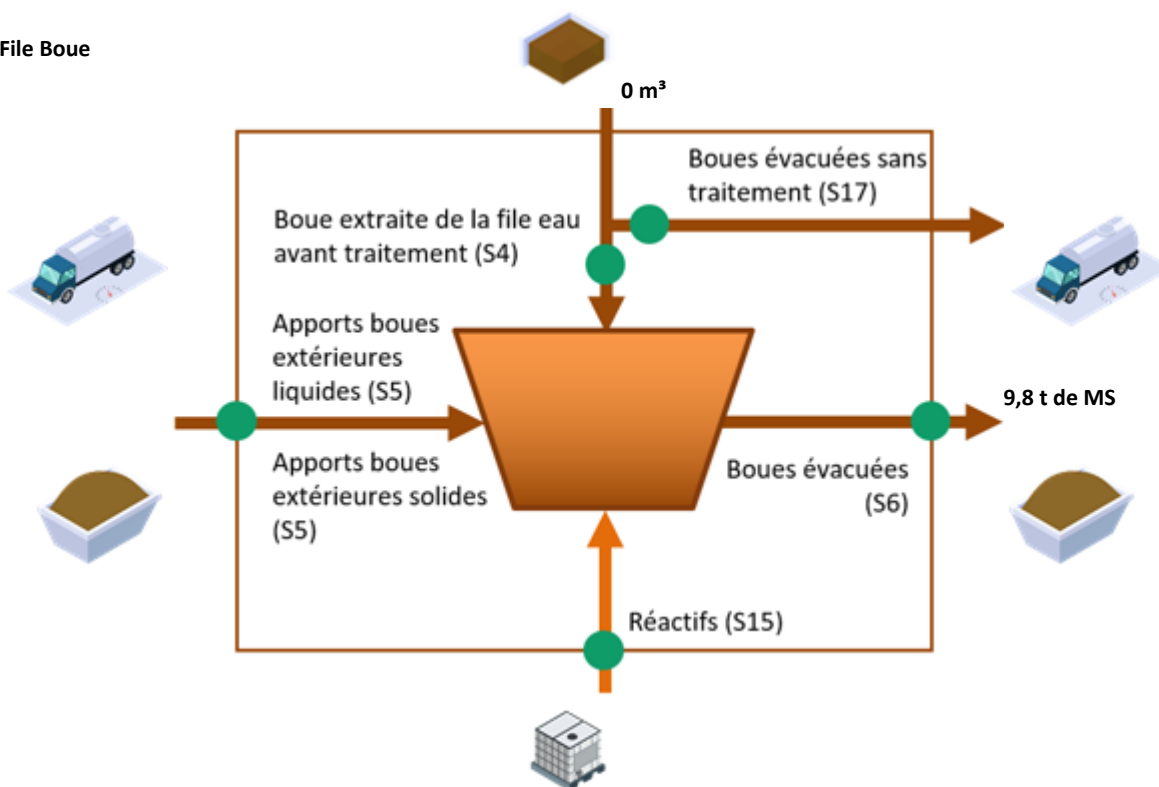 File Boue
0 m³
Boues évacuées sans
traitement (S17)
Boue extraite de la file eau
avant traitement (S4)
Apports boues
extérieures
liquides (S5)
9,8 t de MS
Apports boues
extérieures solides
(S5)
Boues évacuées
(S6)
Réactifs (S15)